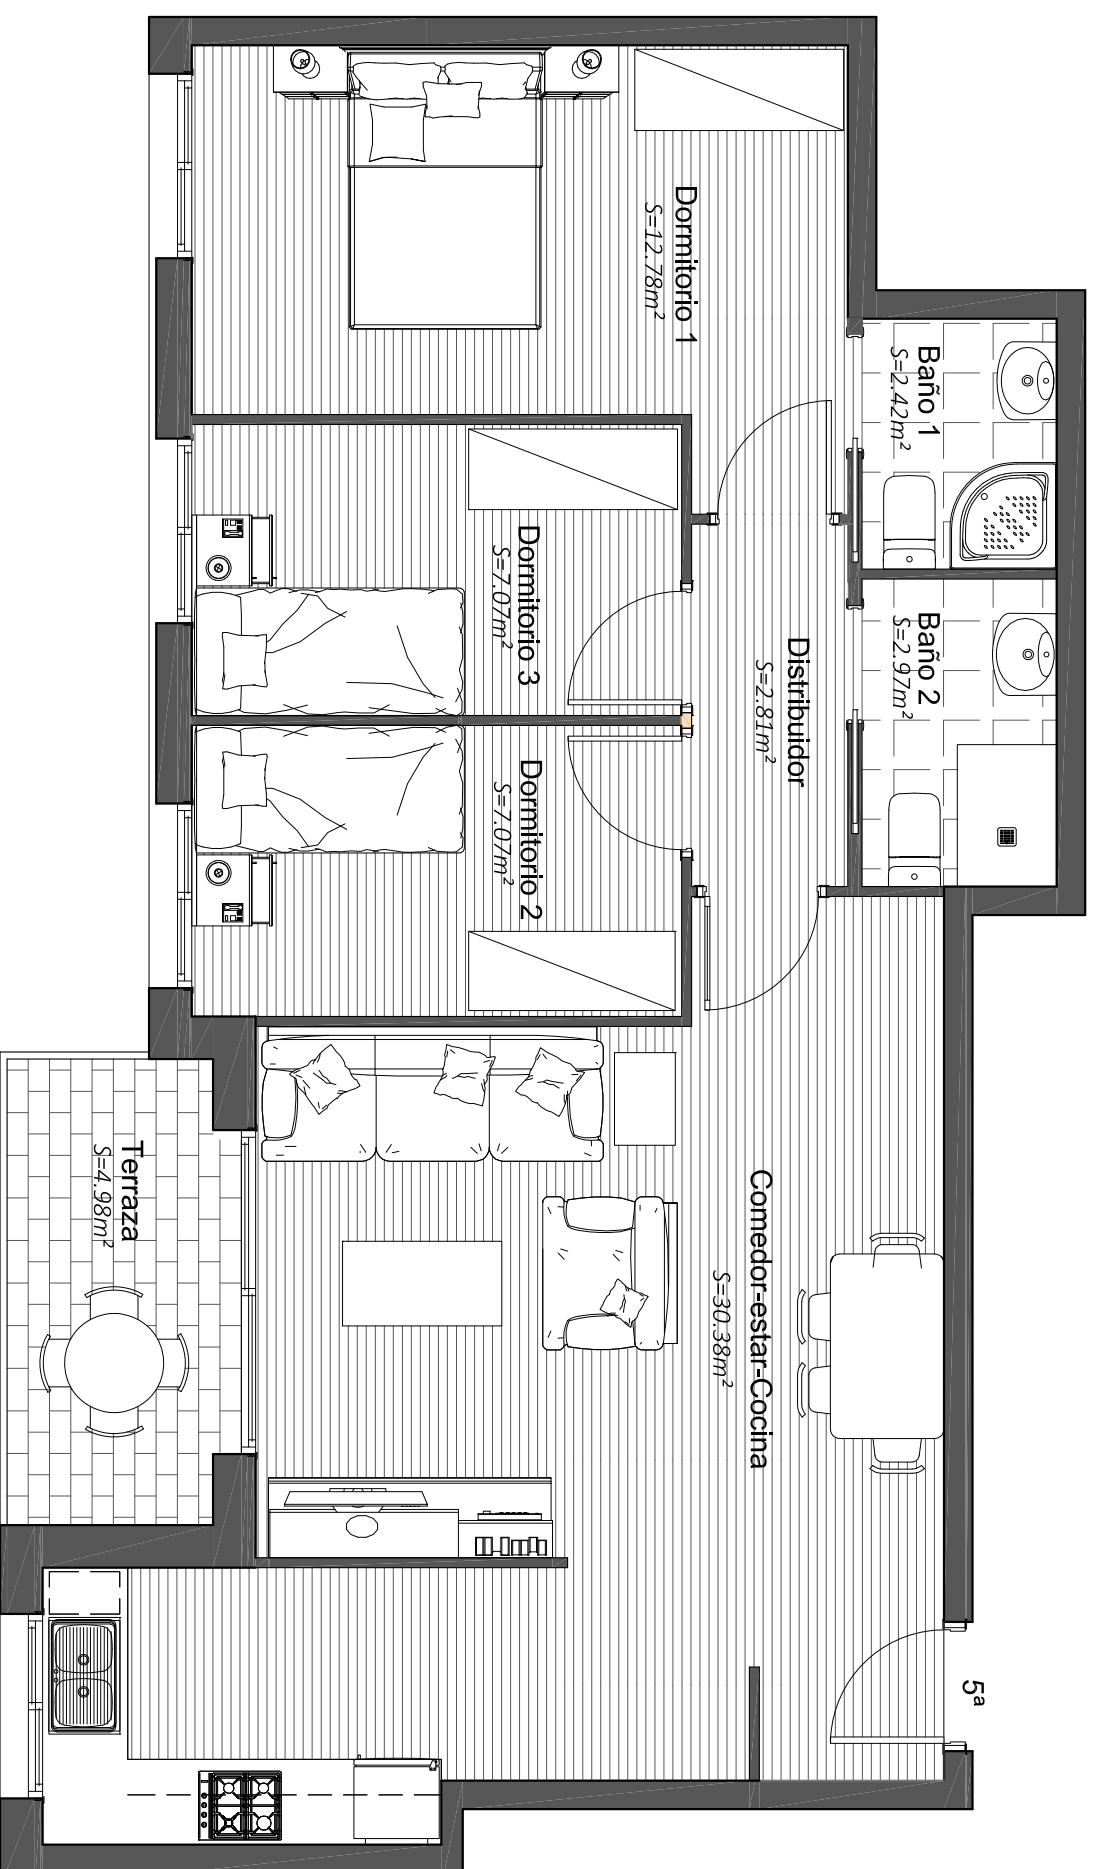 Baño 1
S=2.42m²
Baño 2
S=2.97m²
5ª
Dormitorio 1
S=12.78m²
Distribuidor
S=2.81m²
Comedor-estar-Cocina
S=30.38m²
Dormitorio 3
S=7.07m²
Dormitorio 2
S=7.07m²
Terraza
S=4.98m²